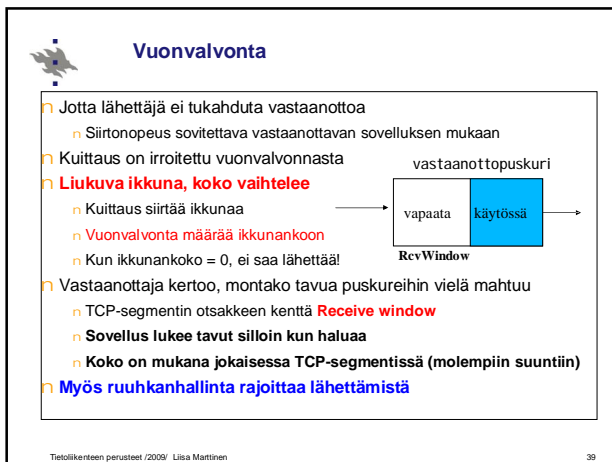 Vuonvalvonta
n Jotta lähettäjä ei tukahduta vastaanottoa
n Siirtonopeus sovitettava vastaanottavan sovelluksen mukaan
n Kuittaus on irroitettu vuonvalvonnasta
n Liukuva ikkuna, koko vaihtelee
n Kuittaus siirtää ikkunaa
n Vuonvalvonta määrää ikkunankoon
n Kun ikkunankoko = 0, ei saa lähettää!
vastaanottopuskuri
vapaata käytössä
RcvWindow
n Vastaanottaja kertoo, montako tavua puskureihin vielä mahtuu
n TCP-segmentin otsakkeen kenttä Receive window
n Sovellus lukee tavut silloin kun haluaa
n Koko on mukana jokaisessa TCP-segmentissä (molempiin suuntiin)
n Myös ruuhkanhallinta rajoittaa lähettämistä
Tietoliikenteen perusteet /2009/ Liisa Marttinen 39